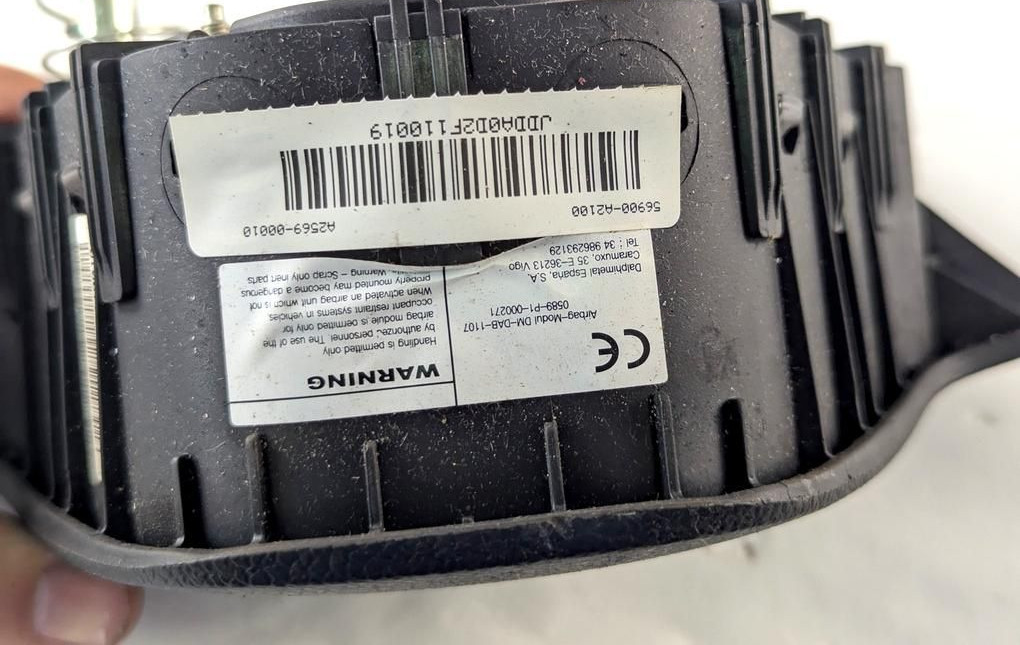 CE
Airbag-Modul DM-DAB-1107
0589-P1-000271
Dalphimetal Espana, S.A.
Caramuxo, 35 E-36213 Vigo
Tel : 34 986293129
WARNING
Handling is permitted only
by authorized personnel. The use of the
airbag module is permitted only for
occupant restraint systems in vehicles
When activated an airbag unit which is not
properly mounted may become a dangerous
Warning - Scrap only inert parts
56900-A2100 A2569-00010
JDDA0D2F110019